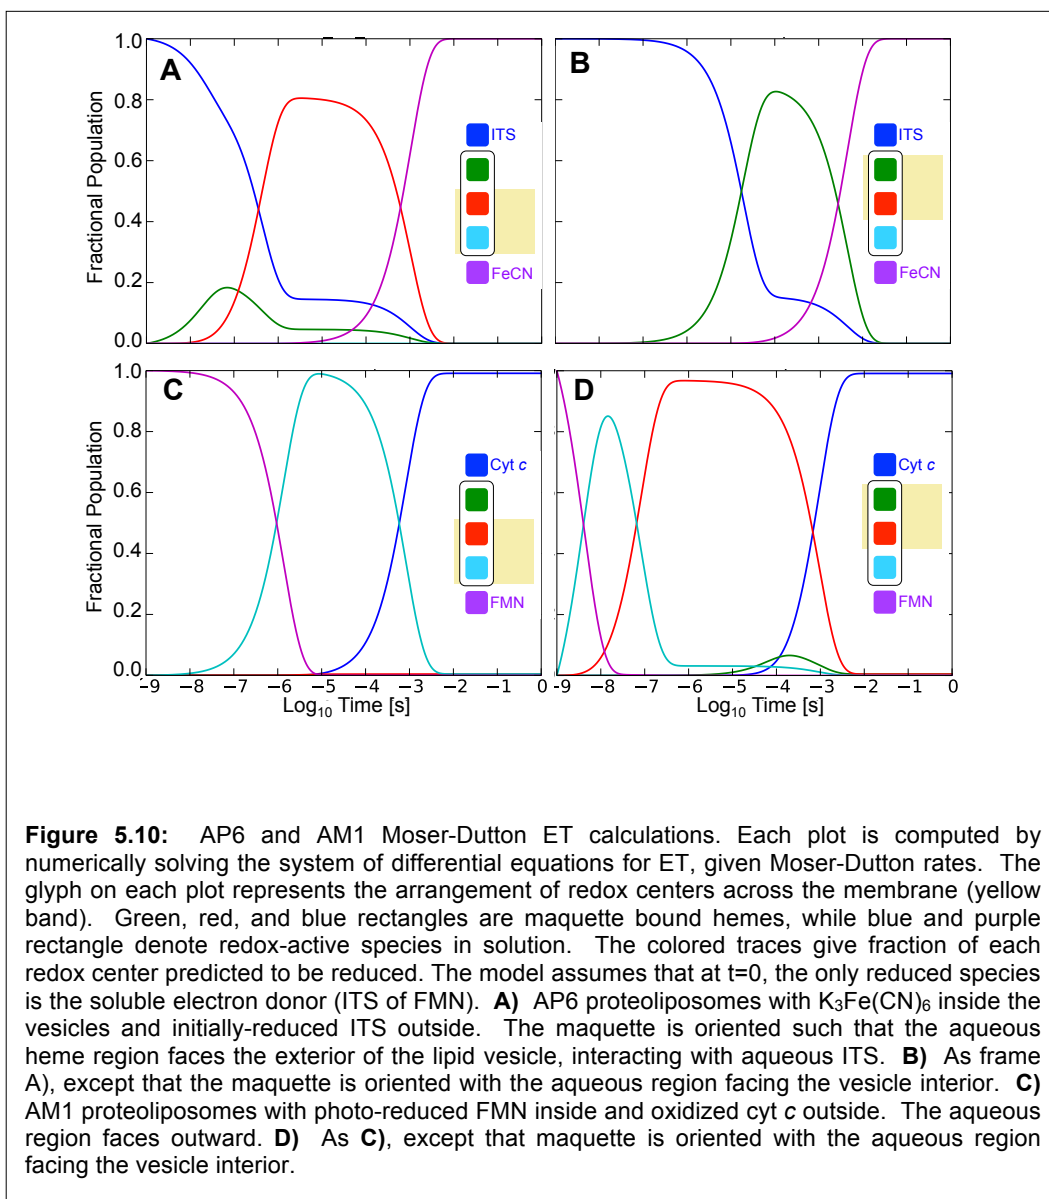 A
B
1.0
0.8
0.6
0.4
0.2
0.0
Fractional Population
ITS
FeCN
ITS
FeCN
C
D
1.0
0.8
0.6
0.4
0.2
0.0
Fractional Population
Cyt c
FMN
Cyt c
FMN
−9 −8 −7 −6 −5 −4 −3 −2 −1 0
−9 −8 −7 −6 −5 −4 −3 −2 −1 0
Log10 Time [s]
Log10 Time [s]
Figure 5.10: AP6 and AM1 Moser-Dutton ET calculations. Each plot is computed by
numerically solving the system of differential equations for ET, given Moser-Dutton rates. The
glyph on each plot represents the arrangement of redox centers across the membrane (yellow
band). Green, red, and blue rectangles are maquette bound hemes, while blue and purple
rectangle denote redox-active species in solution. The colored traces give fraction of each
redox center predicted to be reduced. The model assumes that at t=0, the only reduced species
is the soluble electron donor (ITS of FMN). A) AP6 proteoliposomes with K3Fe(CN)6 inside the
vesicles and initially-reduced ITS outside. The maquette is oriented such that the aqueous
heme region faces the exterior of the lipid vesicle, interacting with aqueous ITS. B) As frame
A), except that the maquette is oriented with the aqueous region facing the vesicle interior. C)
AM1 proteoliposomes with photo-reduced FMN inside and oxidized cyt c outside. The aqueous
region faces outward. D) As C), except that maquette is oriented with the aqueous region
facing the vesicle interior.